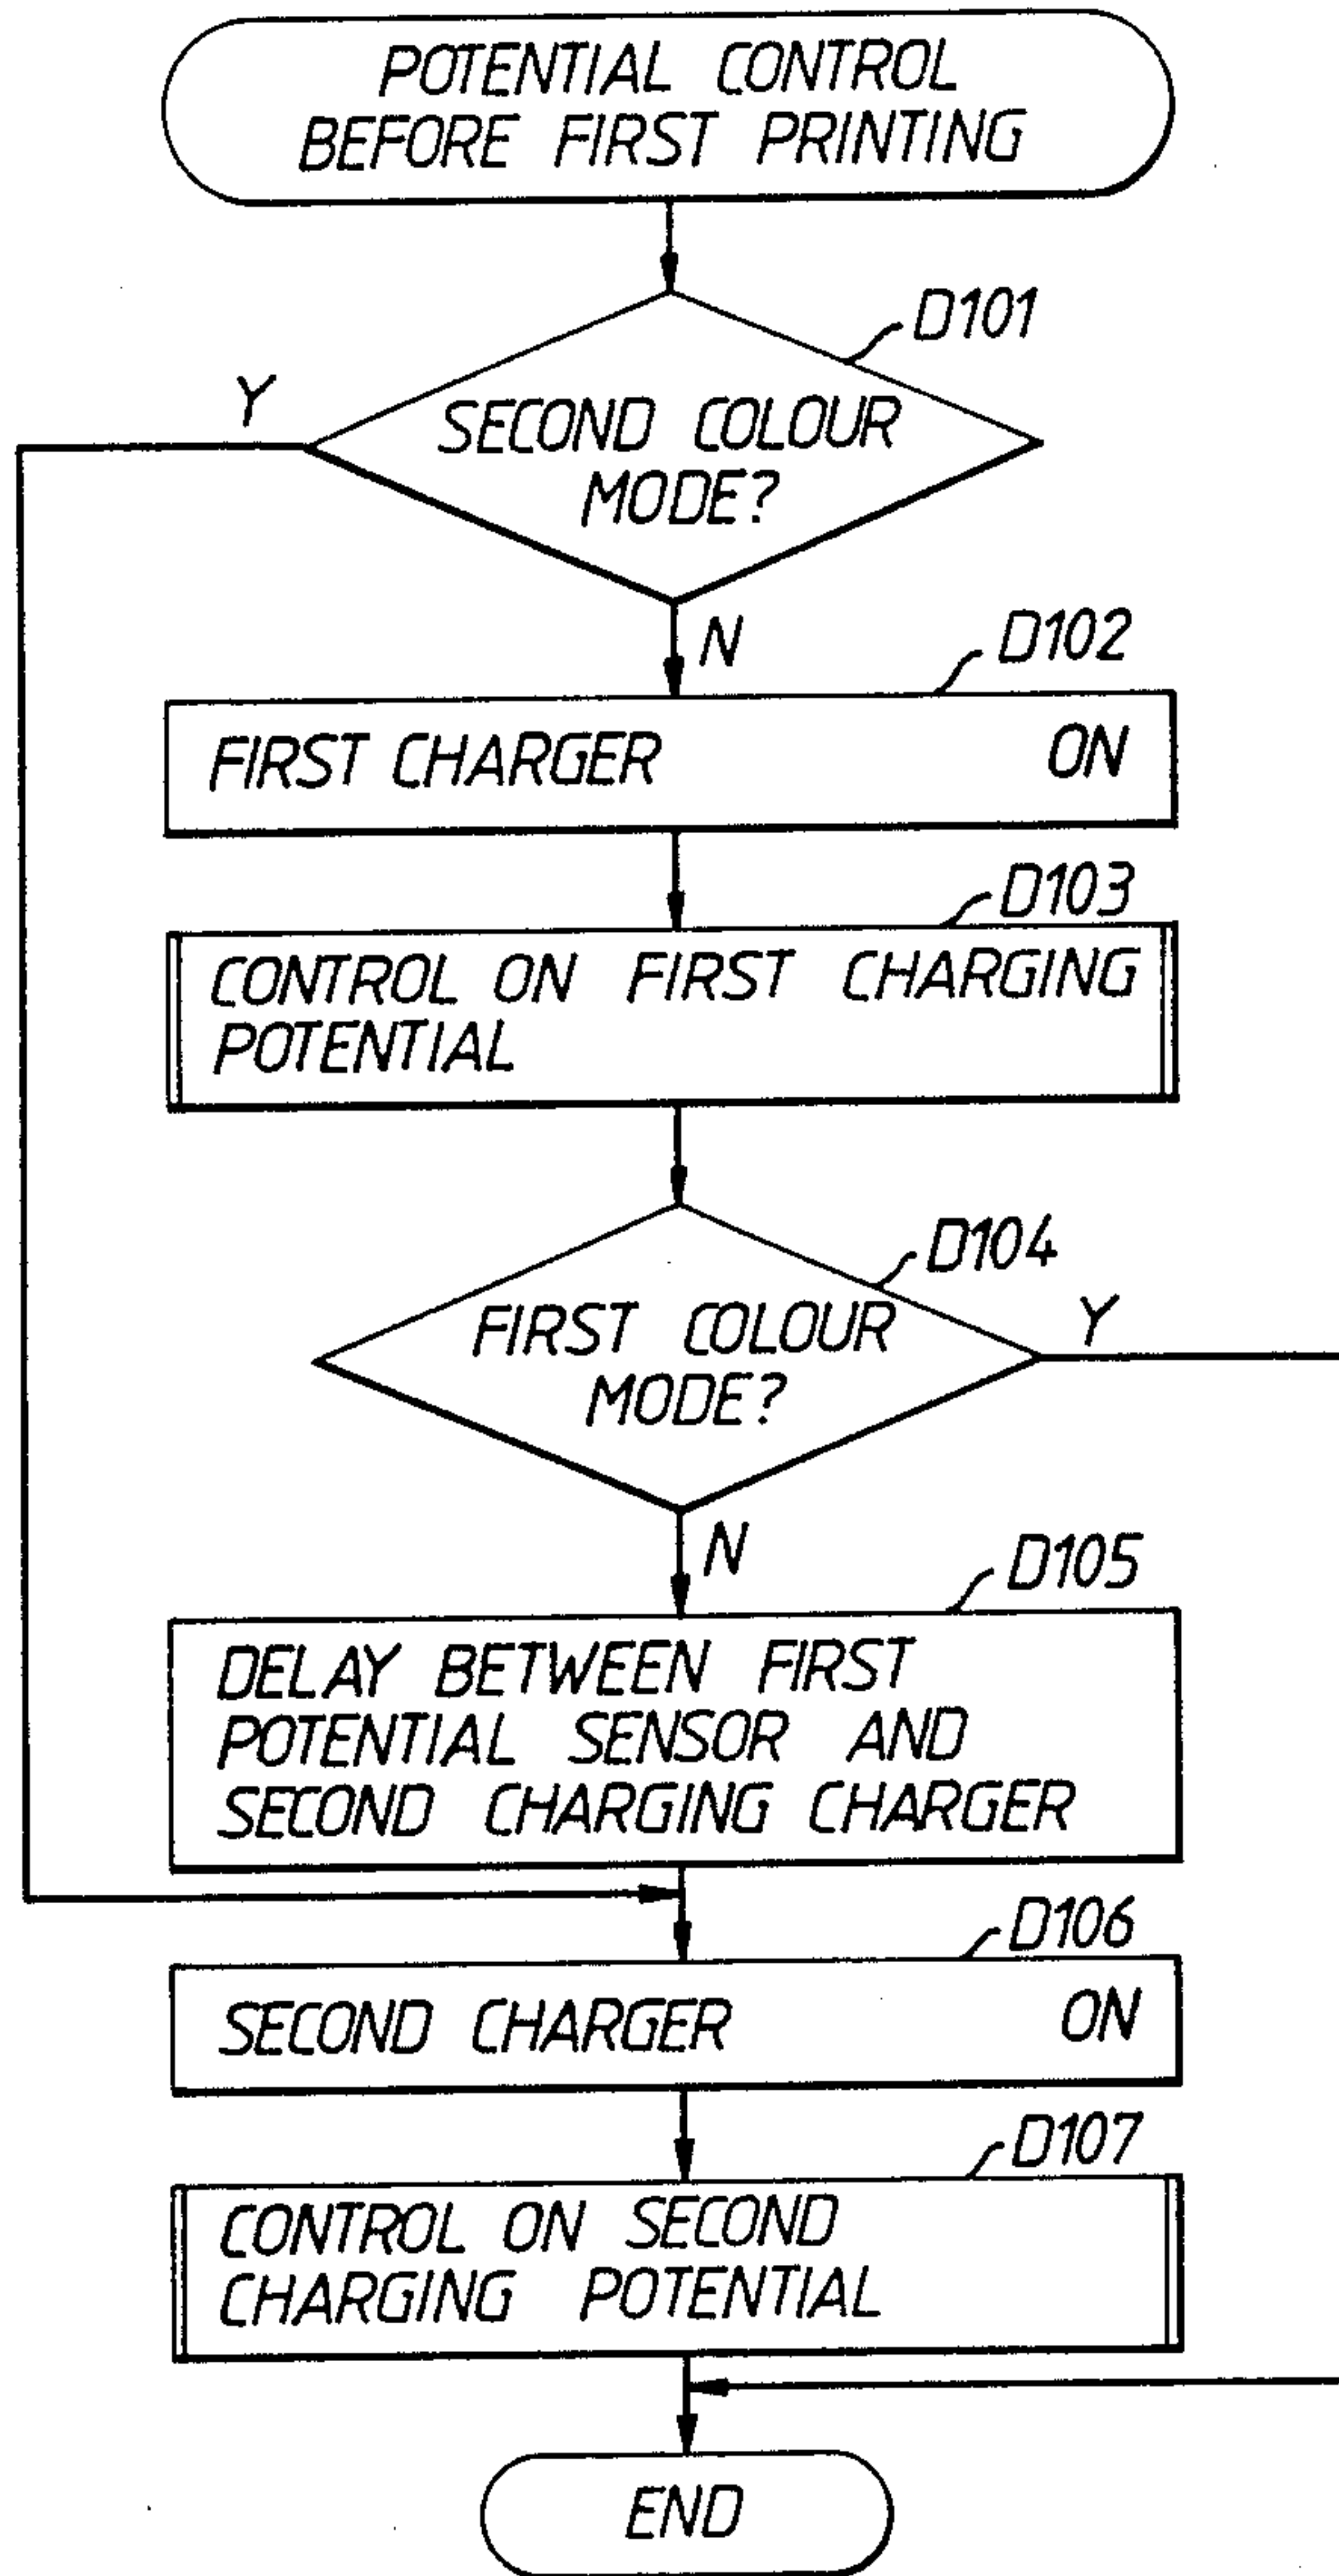 POTENTIAL CONTROL
BEFORE FIRST PRINTING
D101
Y
SECOND COLOUR
MODE?
N
D102
FIRST CHARGER ON
D103
CONTROL ON FIRST CHARGING
POTENTIAL
D104
FIRST COLOUR
MODE?
Y
N
D105
DELAY BETWEEN FIRST
POTENTIAL SENSOR AND
SECOND CHARGING CHARGER
D106
SECOND CHARGER ON
D107
CONTROL ON SECOND
CHARGING POTENTIAL
END